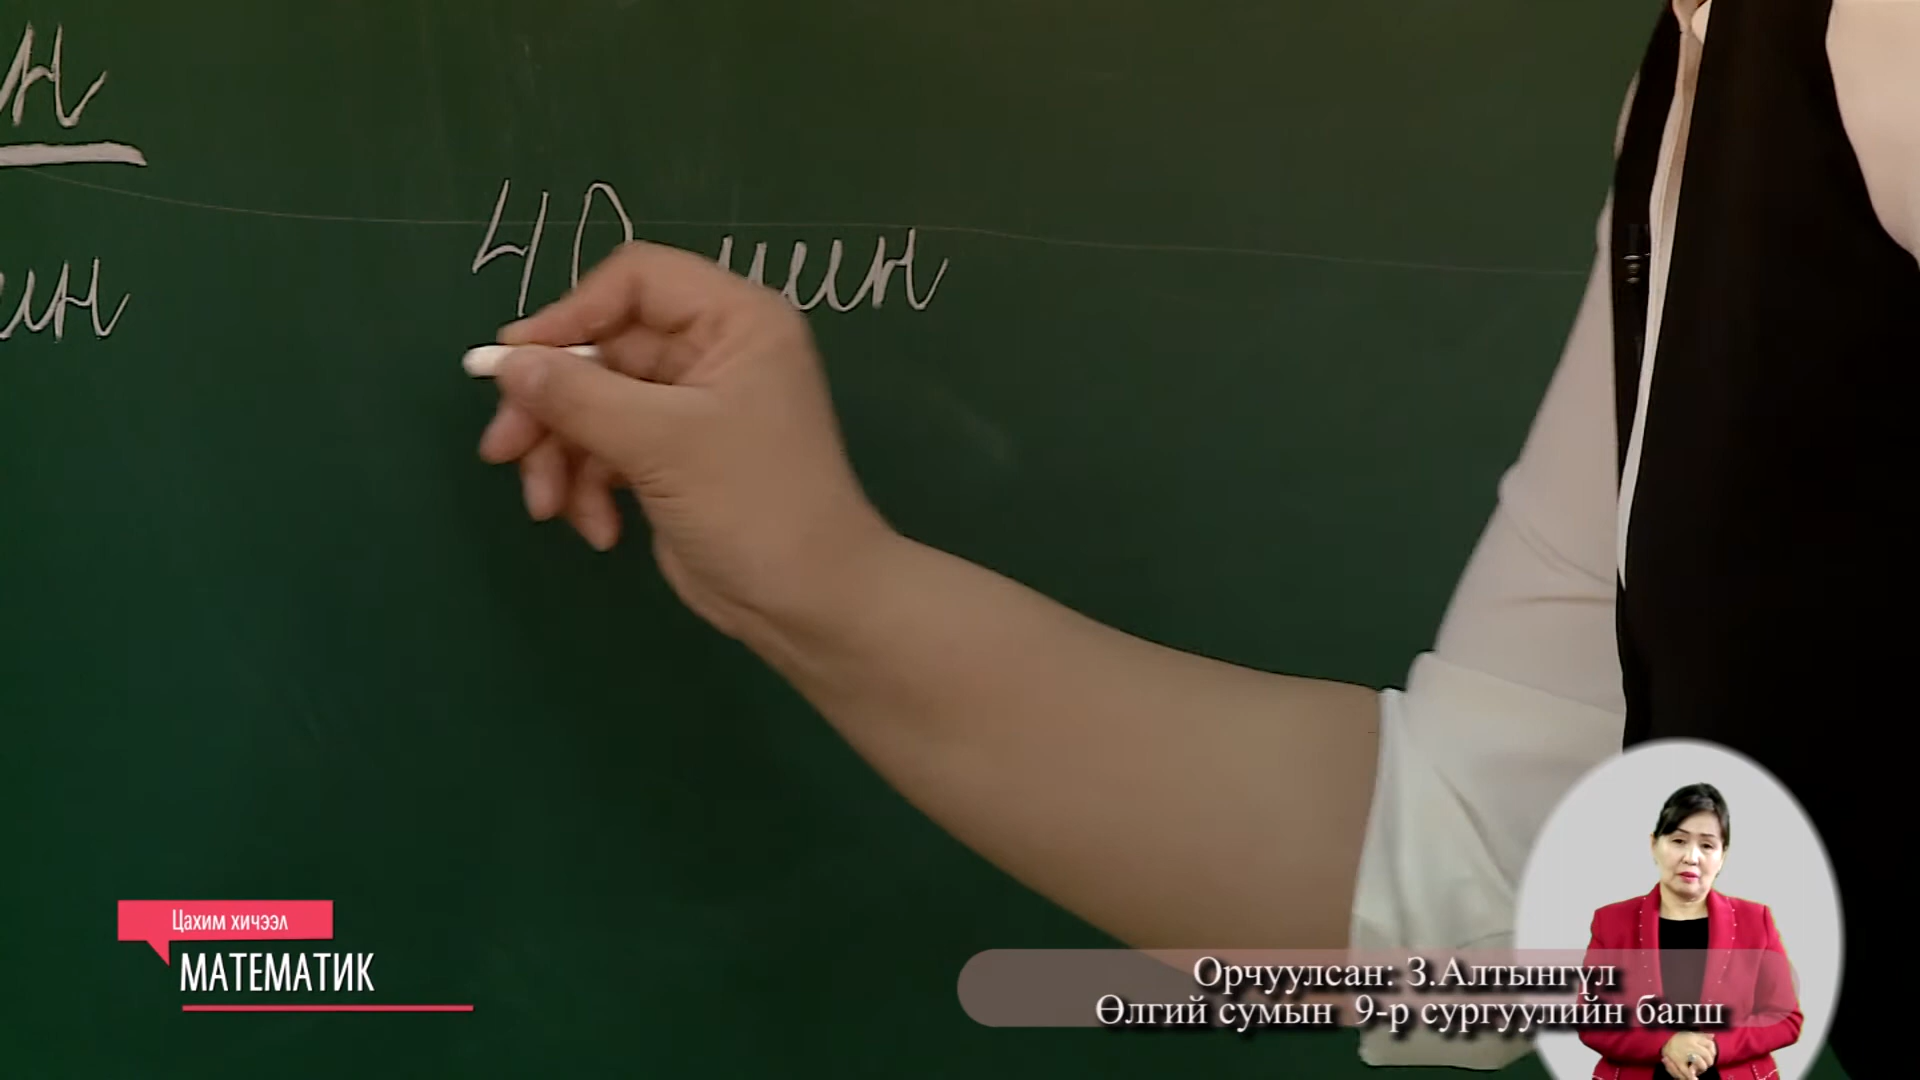 40 мин
Цахим хичээл
МАТЕМАТИК
Орчуулсан: З.Алтынгүл
Өлгий сумын 9-р сургуулийн багш